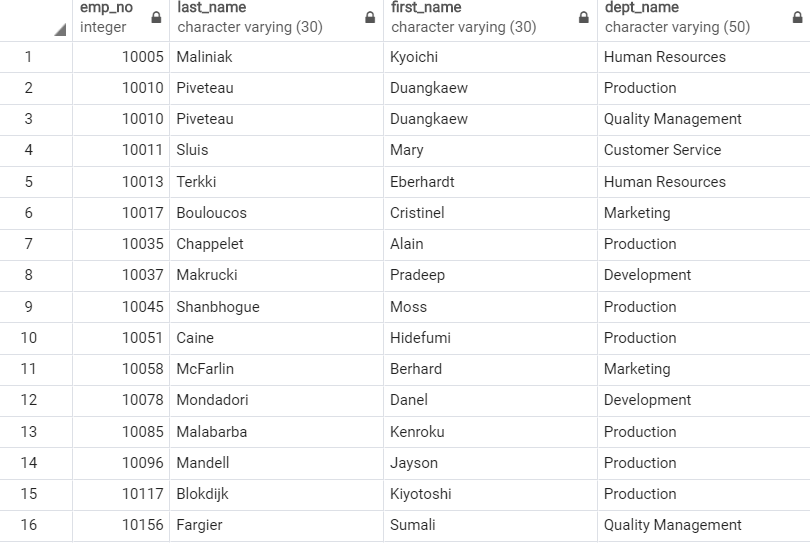 emp_no last_name first_name dept_name
integer character varying (30) character varying (30) character varying (50)
1 10005 Maliniak Kyoichi Human Resources
2 10010 Piveteau Duangkaew Production
3 10010 Piveteau Duangkaew Quality Management
4 10011 Sluis Mary Customer Service
5 10013 Terkki Eberhardt Human Resources
6 10017 Bouloucos Cristinel Marketing
7 10035 Chappelet Alain Production
8 10037 Makrucki Pradeep Development
9 10045 Shanbhogue Moss Production
10 10051 Caine Hidefumi Production
11 10058 McFarlin Berhard Marketing
12 10078 Mondadori Danel Development
13 10085 Malabarba Kenroku Production
14 10096 Mandell Jayson Production
15 10117 Blokdijk Kiyotoshi Production
16 10156 Fargier Sumali Quality Management